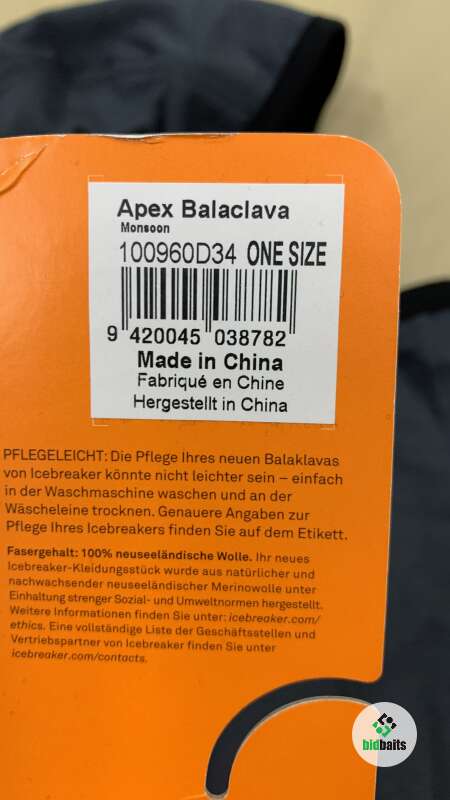 Apex Balaclava
Monsoon
100960D34 ONE SIZE
9 420045 038782
Made in China
Fabriqué en Chine
Hergestellt in China
PFLEGELEICHT: Die Pflege Ihres neuen Balaklavas
von Icebreaker könnte nicht leichter sein – einfach
in der Waschmaschine waschen und an der
Wäscheleine trocknen. Genauere Angaben zur
Pflege Ihres Icebreakers finden Sie auf dem Etikett.
Fasergehalt: 100% neuseeländische Wolle. Ihr neues
Icebreaker-Kleidungsstück wurde aus natürlicher und
nachwachsender neuseeländischer Merinowolle unter
Einhaltung strenger Sozial- und Umweltnormen hergestellt.
Weitere Informationen finden Sie unter: icebreaker.com/
ethics. Eine vollständige Liste der Geschäftsstellen und
Vertriebspartner von Icebreaker finden Sie unter
icebreaker.com/contacts.
bidbaits